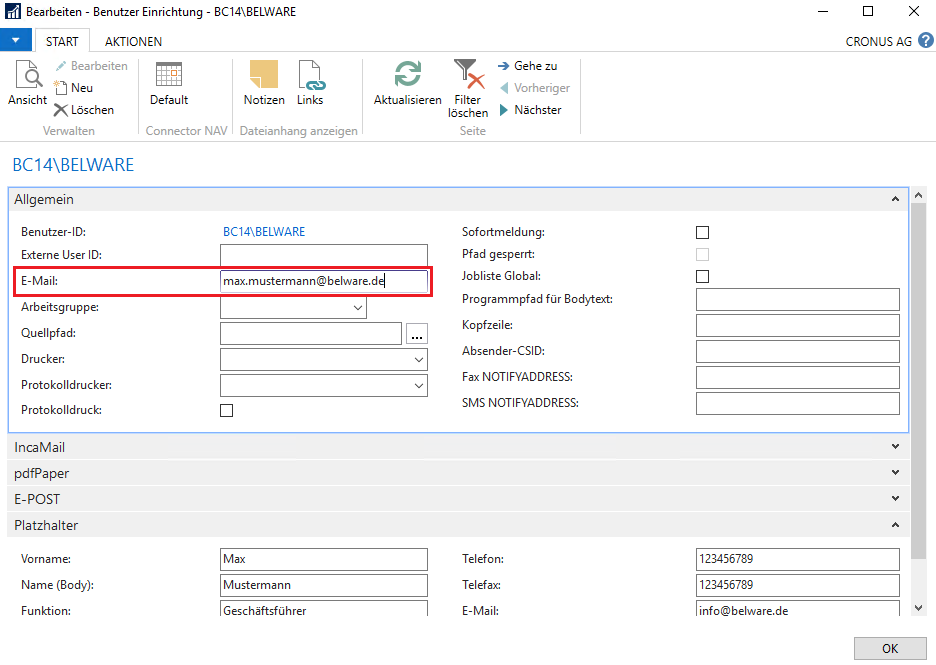 Bearbeiten - Benutzer Einrichtung - BC14\BELWARE
START AKTIONEN CRONUS AG ?
Ansicht
Bearbeiten
Neu
Löschen
Verwalten
Default
Connector NAV
Notizen Links
Dateianhang anzeigen
Aktualisieren
Filter löschen
Gehe zu
Vorheriger
Nächster
Seite
BC14\BELWARE
Allgemein
Benutzer-ID: BC14\BELWARE
Externe User ID:
E-Mail: max.mustermann@belware.de
Arbeitsgruppe:
Quellpfad: ...
Drucker:
Protokolldrucker:
Protokolldruck:
Sofortmeldung:
Pfad gesperrt:
Jobliste Global:
Programmpfad für Bodytext:
Kopfzeile:
Absender-CSID:
Fax NOTIFYADDRESS:
SMS NOTIFYADDRESS:
IncaMail
pdfPaper
E-POST
Platzhalter
Vorname: Max
Name (Body): Mustermann
Funktion: Geschäftsführer
Telefon: 123456789
Telefax: 123456789
E-Mail: info@belware.de
OK